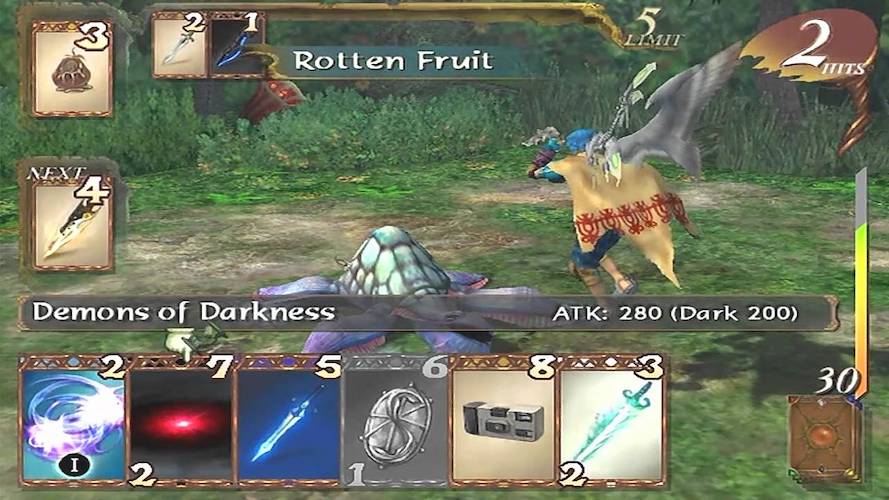 3
2 1
Rotten Fruit
5
LIMIT
2
HITS
NEXT
4
Demons of Darkness ATK: 280 (Dark 200)
2 7 5 6 8 3
30
I 2 1 2